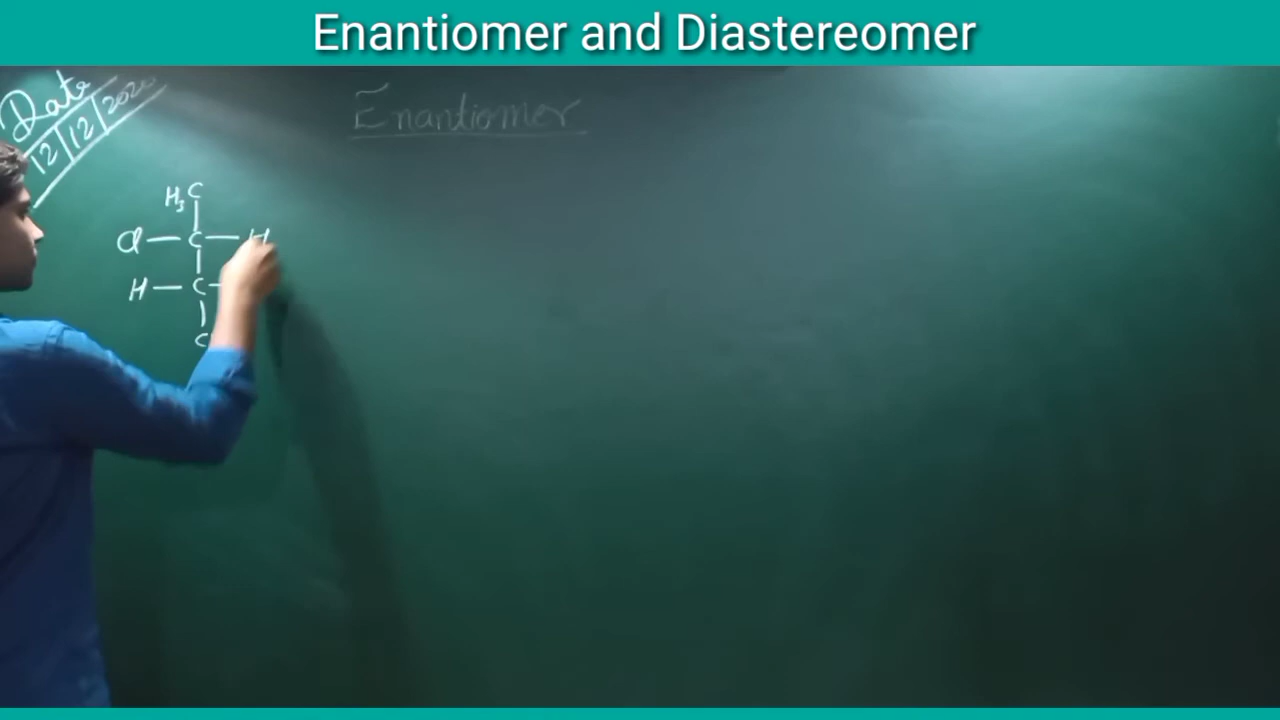 Enantiomer and Diastereomer
Date
12/12/2020
Enantiomer
H₃C
Cl — C — H
H — C —
C